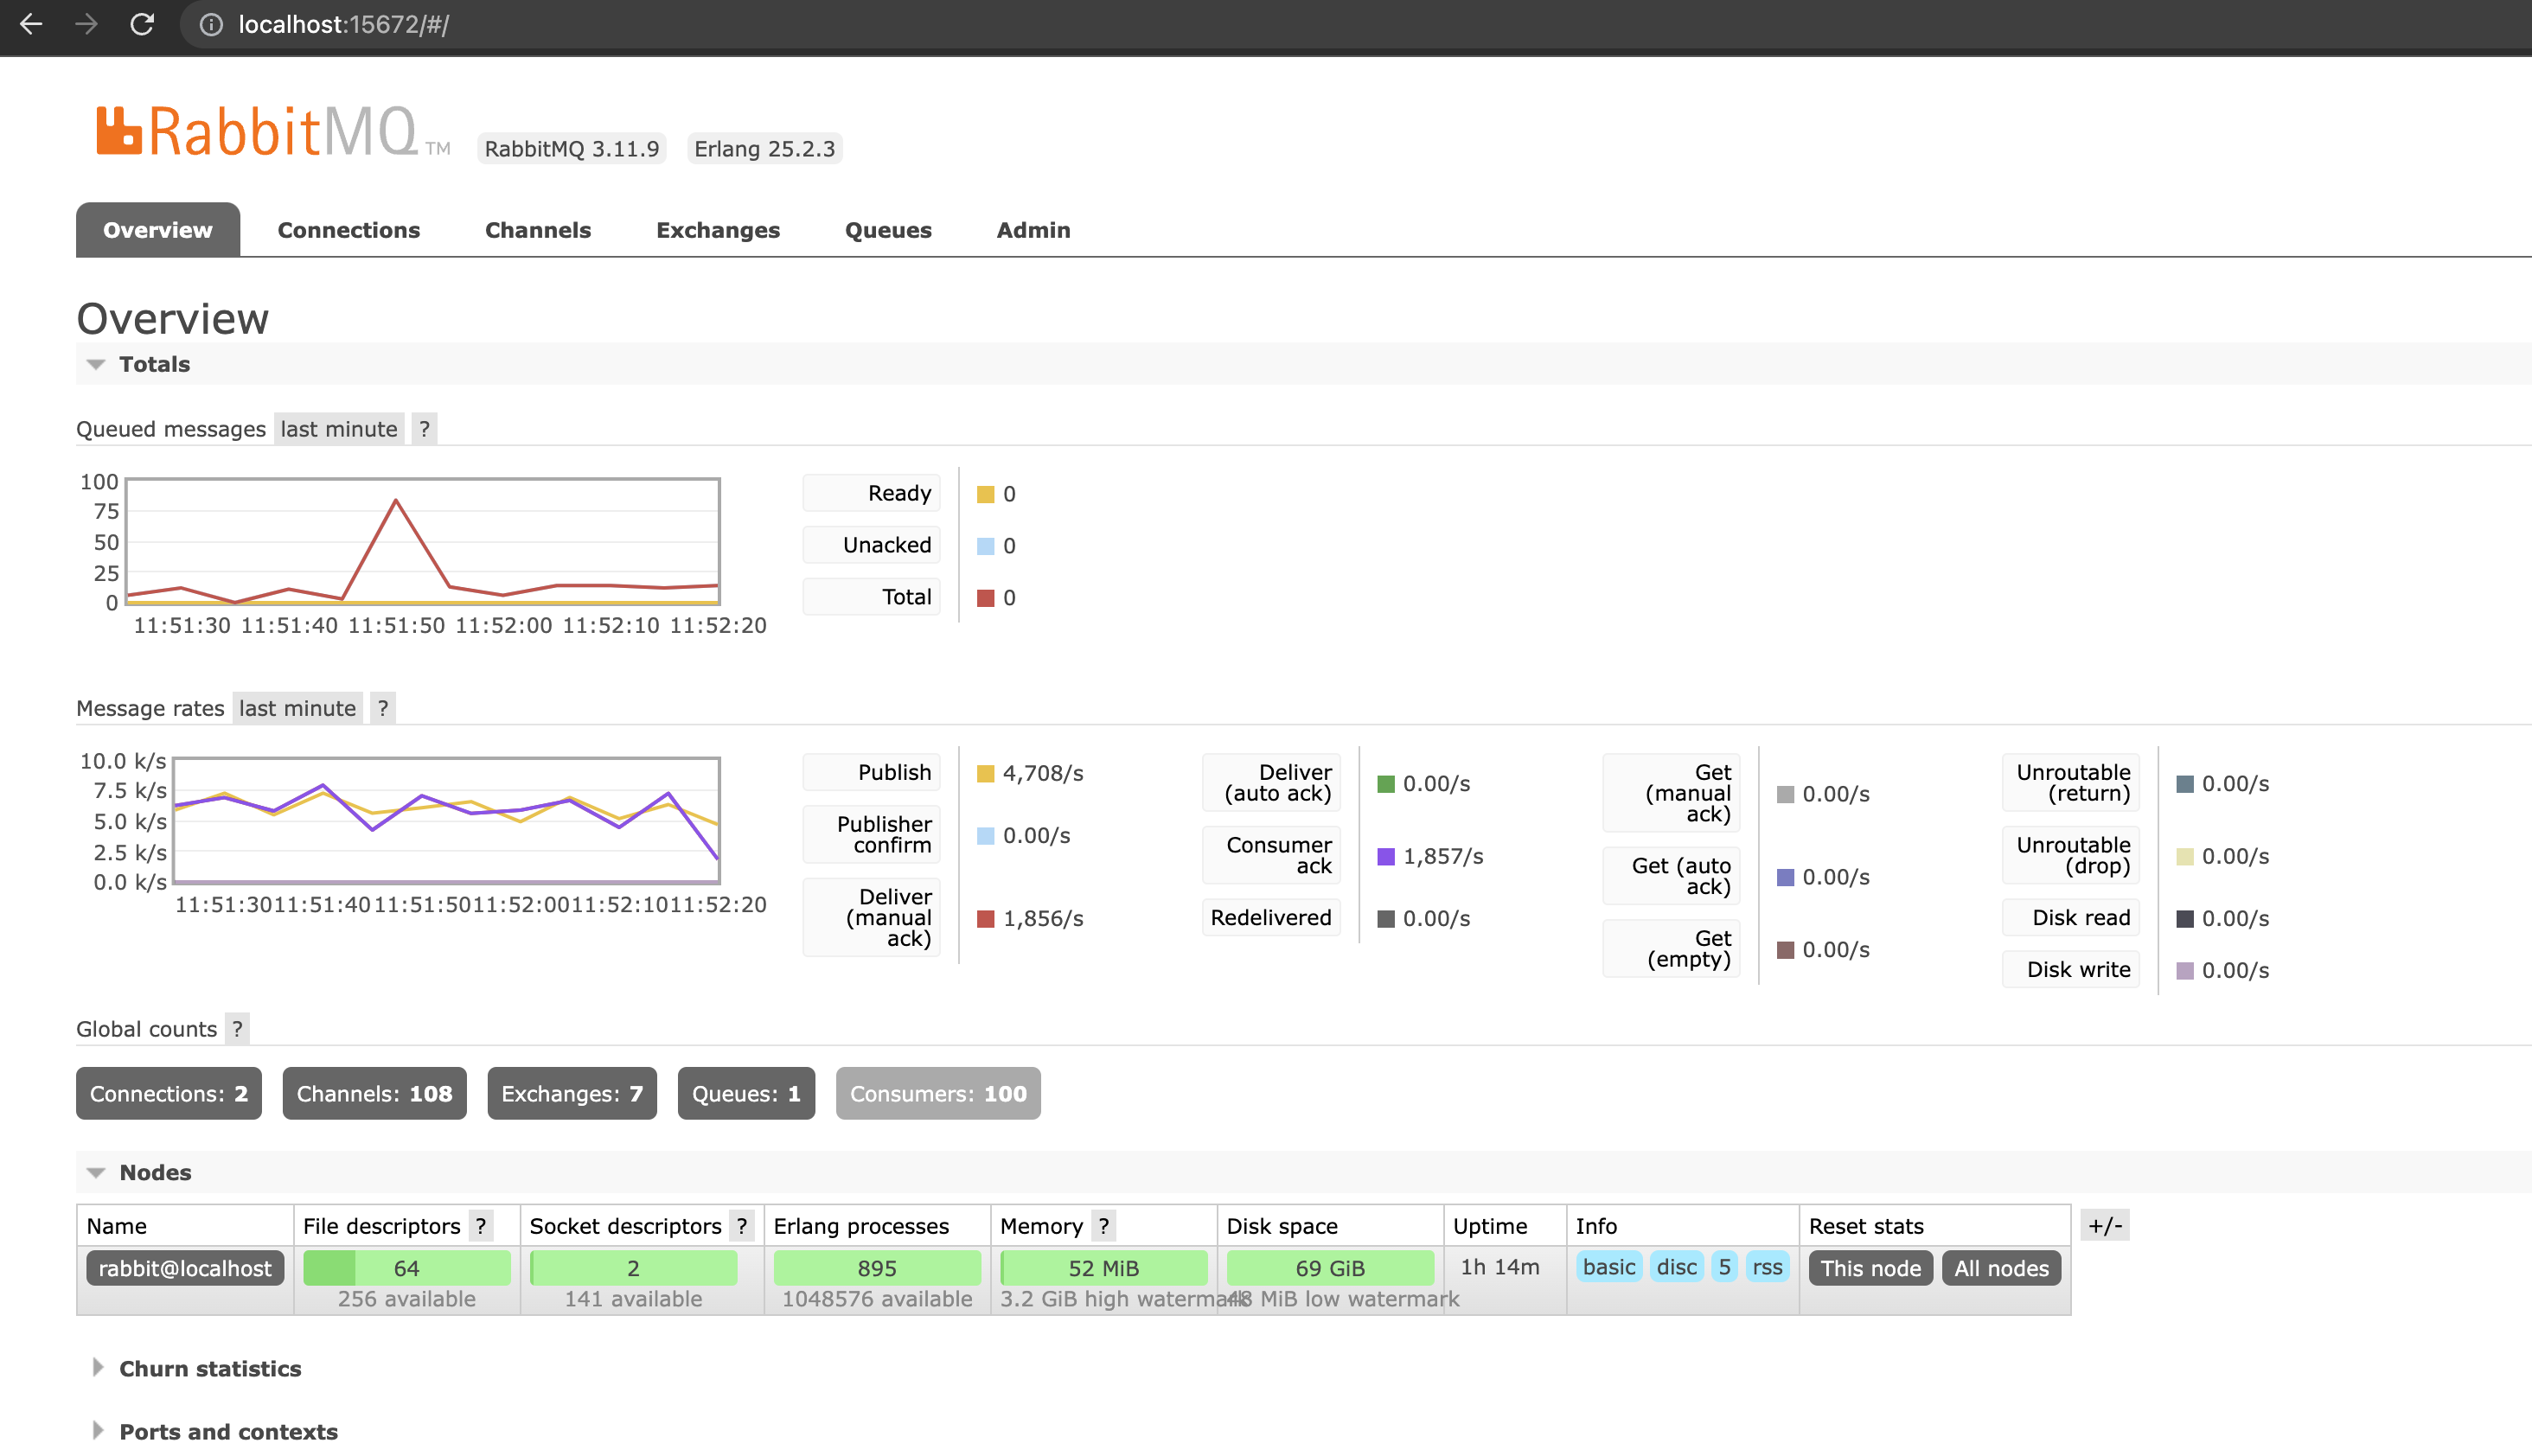 localhost:15672/#/
RabbitMQ TM RabbitMQ 3.11.9 Erlang 25.2.3
Overview Connections Channels Exchanges Queues Admin
Overview
Totals
Queued messages last minute ?
100
75
50
25
0
11:51:30 11:51:40 11:51:50 11:52:00 11:52:10 11:52:20
Ready 0
Unacked 0
Total 0
Message rates last minute ?
10.0 k/s
7.5 k/s
5.0 k/s
2.5 k/s
0.0 k/s
11:51:30 11:51:40 11:51:50 11:52:00 11:52:10 11:52:20
Publish 4,708/s
Publisher
confirm 0.00/s
Deliver
(manual
ack) 1,856/s
Deliver
(auto ack) 0.00/s
Consumer
ack 1,857/s
Redelivered 0.00/s
Get
(manual
ack) 0.00/s
Get (auto
ack) 0.00/s
Get
(empty) 0.00/s
Unroutable
(return) 0.00/s
Unroutable
(drop) 0.00/s
Disk read 0.00/s
Disk write 0.00/s
Global counts ?
Connections: 2 Channels: 108 Exchanges: 7 Queues: 1 Consumers: 100
Nodes
Name File descriptors ? Socket descriptors ? Erlang processes Memory ? Disk space Uptime Info Reset stats +/-
rabbit@localhost 64 2 895 52 MiB 69 GiB 1h 14m basic disc 5 rss This node All nodes
256 available 141 available 1048576 available 3.2 GiB high watermark 48 MiB low watermark
Churn statistics
Ports and contexts